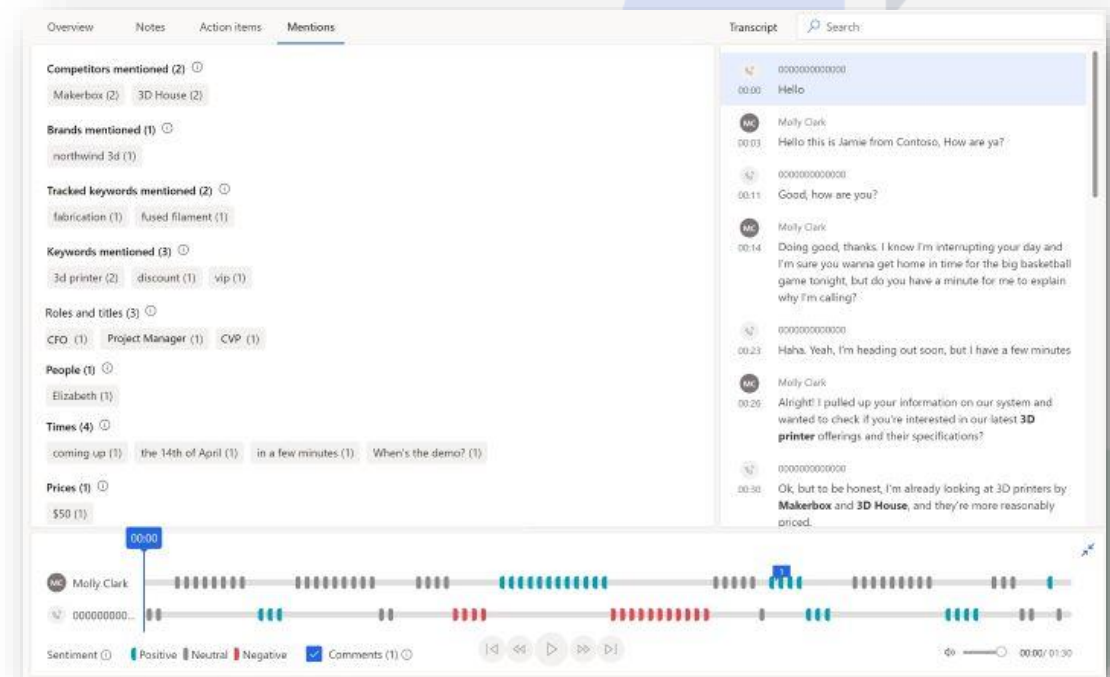 Overview Notes Action items Mentions
Competitors mentioned (2)
Makerbox (2) 3D House (2)
Brands mentioned (1)
northwind 3d (1)
Tracked keywords mentioned (2)
fabrication (1) fused filament (1)
Keywords mentioned (3)
3d printer (2) discount (1) vip (1)
Roles and titles (3)
CFO (1) Project Manager (1) CVP (1)
People (1)
Elizabeth (1)
Times (4)
coming up (1) the 14th of April (1) in a few minutes (1) When's the demo? (1)
Prices (1)
$50 (1)
Transcript Search
0000000000000
00:00 Hello
MC Molly Clark
00:03 Hello this is Jamie from Contoso, How are ya?
0000000000000
00:11 Good, how are you?
MC Molly Clark
00:14 Doing good, thanks. I know I'm interrupting your day and
I'm sure you wanna get home in time for the big basketball
game tonight, but do you have a minute for me to explain
why I'm calling?
0000000000000
00:23 Haha. Yeah, I'm heading out soon, but I have a few minutes
MC Molly Clark
00:26 Alright! I pulled up your information on our system and
wanted to check if you're interested in our latest 3D
printer offerings and their specifications?
0000000000000
00:30 Ok, but to be honest, I'm already looking at 3D printers by
Makerbox and 3D House, and they're more reasonably
priced.
00:00
MC Molly Clark
000000000...
Sentiment Positive Neutral Negative Comments (1) 00:00/ 01:30